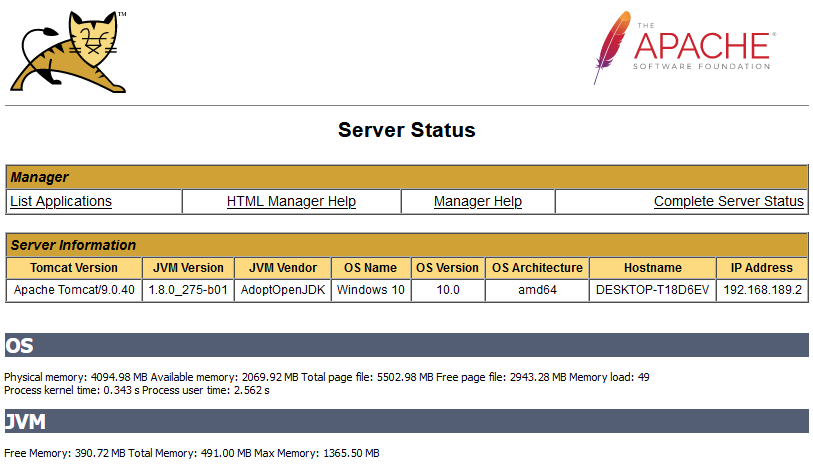 TM
THE
APACHE®
SOFTWARE FOUNDATION
Server Status
Manager
List Applications HTML Manager Help Manager Help Complete Server Status
Server Information
Tomcat Version JVM Version JVM Vendor OS Name OS Version OS Architecture Hostname IP Address
Apache Tomcat/9.0.40 1.8.0_275-b01 AdoptOpenJDK Windows 10 10.0 amd64 DESKTOP-T18D6EV 192.168.189.2
OS
Physical memory: 4094.98 MB Available memory: 2069.92 MB Total page file: 5502.98 MB Free page file: 2943.28 MB Memory load: 49
Process kernel time: 0.343 s Process user time: 2.562 s
JVM
Free Memory: 390.72 MB Total Memory: 491.00 MB Max Memory: 1365.50 MB